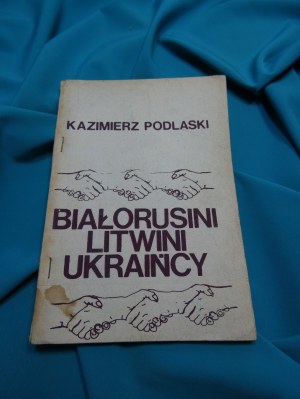 KAZIMIERZ PODLASKI
BIAŁORUSINI
LITWINI
UKRAIŃCY